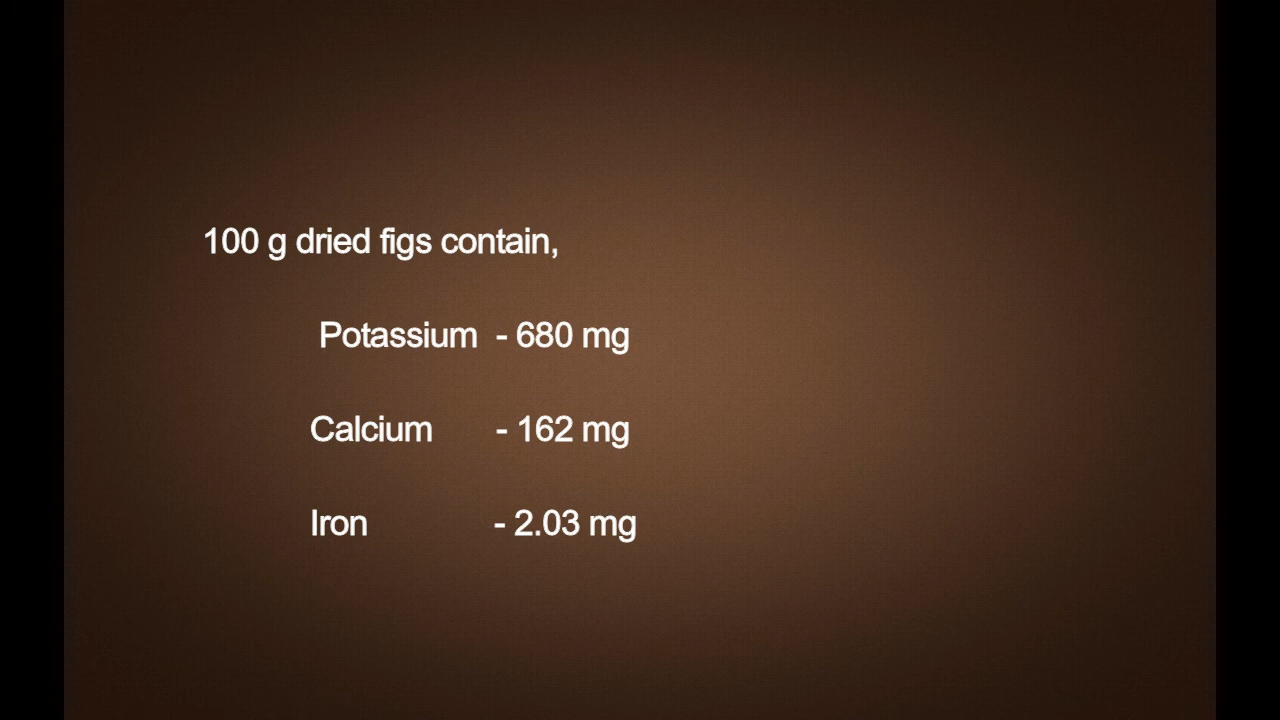 100 g dried figs contain,
Potassium - 680 mg
Calcium - 162 mg
Iron - 2.03 mg